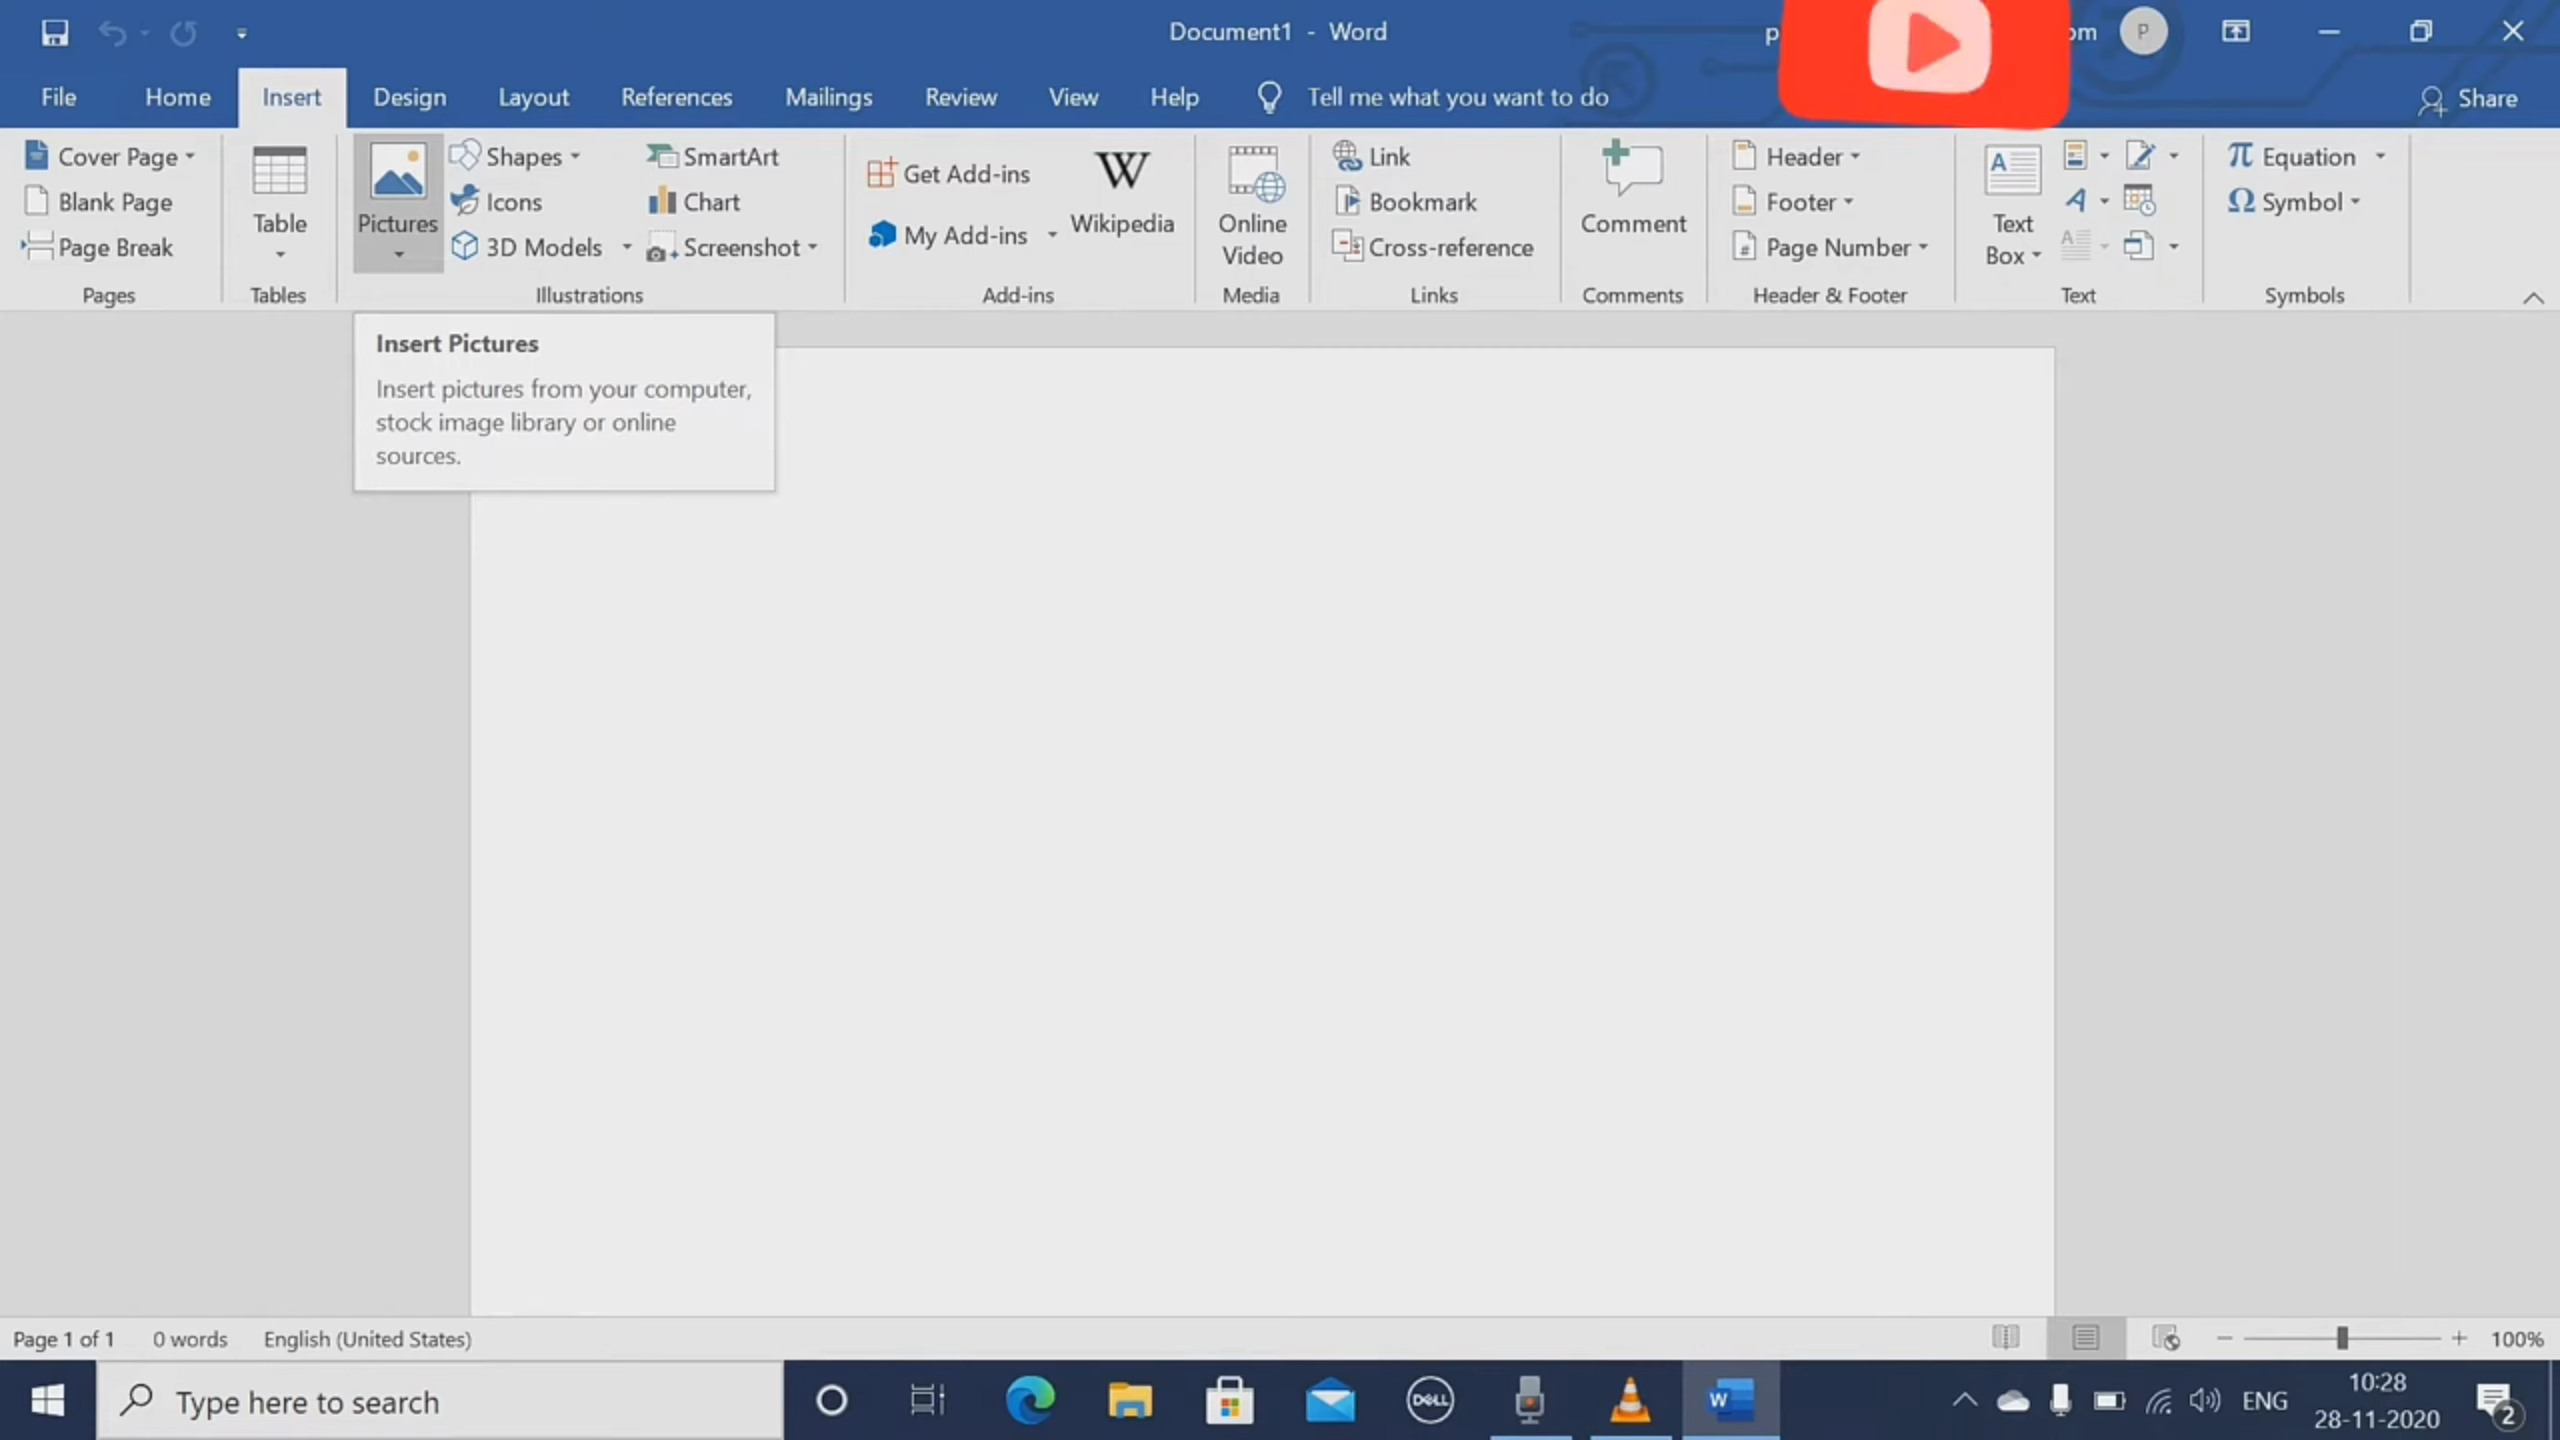 Document1 - Word
p
om
P
File Home Insert Design Layout References Mailings Review View Help Tell me what you want to do
Share
Cover Page
Blank Page
Page Break
Pages
Table
Tables
Pictures
Shapes
Icons
3D Models
SmartArt
Chart
Screenshot
Illustrations
Get Add-ins
My Add-ins
W
Wikipedia
Add-ins
Online
Video
Media
Link
Bookmark
Cross-reference
Links
Comment
Comments
Header
Footer
Page Number
Header & Footer
Text
Box
Text
π Equation
Ω Symbol
Symbols
Insert Pictures
Insert pictures from your computer,
stock image library or online
sources.
Page 1 of 1 0 words English (United States)
100%
Type here to search
DELL
W
ENG
10:28
28-11-2020
2